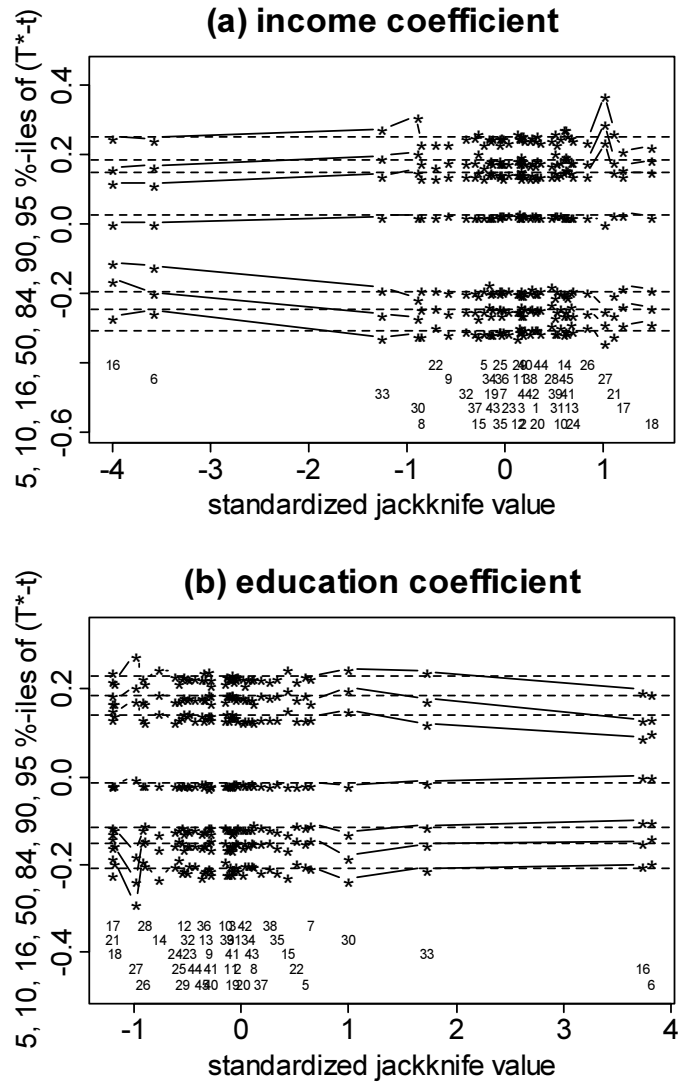 (a) income coefficient
5, 10, 16, 50, 84, 90, 95 %-iles of (T*-t)
0.4
0.2
0.0
-0.2
-0.6
22 5 25 40 44 14 26
16
6 9 34 36 11 38 28 45 27
33 32 19 7 4 42 39 41 21
30 37 43 23 3 1 31 13 17
8 15 35 12 2 20 10 24 18
-4 -3 -2 -1 0 1
standardized jackknife value
(b) education coefficient
5, 10, 16, 50, 84, 90, 95 %-iles of (T*-t)
0.2
0.0
-0.2
-0.4
17 28 12 36 10 3 42 38 7
21 14 32 13 39 31 34 35 30
18 24 23 9 41 43 15 33
27 25 44 41 11 2 8 22 16
26 29 45 40 19 20 37 5 6
-1 0 1 2 3 4
standardized jackknife value